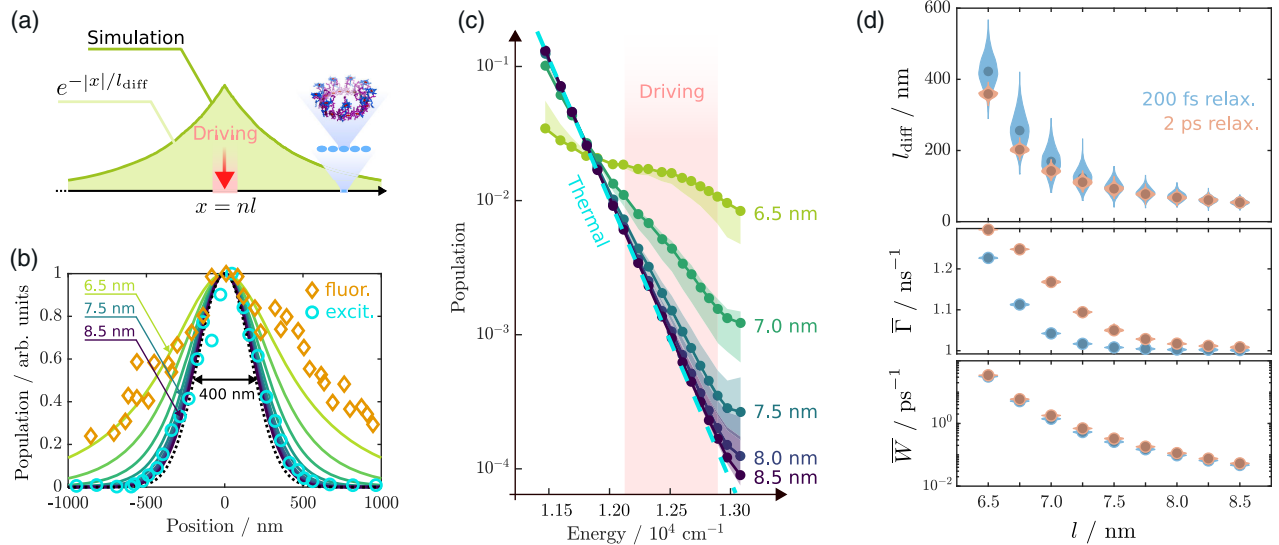 (a)
Simulation
e^{-|x|/l_diff}
Driving
x = nl
(b)
Population / arb. units
1
0.8
0.6
0.4
0.2
0
6.5 nm
7.5 nm
8.5 nm
fluor.
excit.
400 nm
-1000
-500
0
500
1000
Position / nm
(c)
Population
10^{-1}
10^{-2}
10^{-3}
10^{-4}
Driving
Thermal
6.5 nm
7.0 nm
7.5 nm
8.0 nm
8.5 nm
1.15
1.20
1.25
1.30
Energy / 10^4 cm^{-1}
(d)
l_diff / nm
600
400
200
0
200 fs relax.
2 ps relax.
Γ̅ / ns^{-1}
1.2
1.1
1
W̅ / ps^{-1}
10^0
10^{-2}
6.5
7.0
7.5
8.0
8.5
l / nm